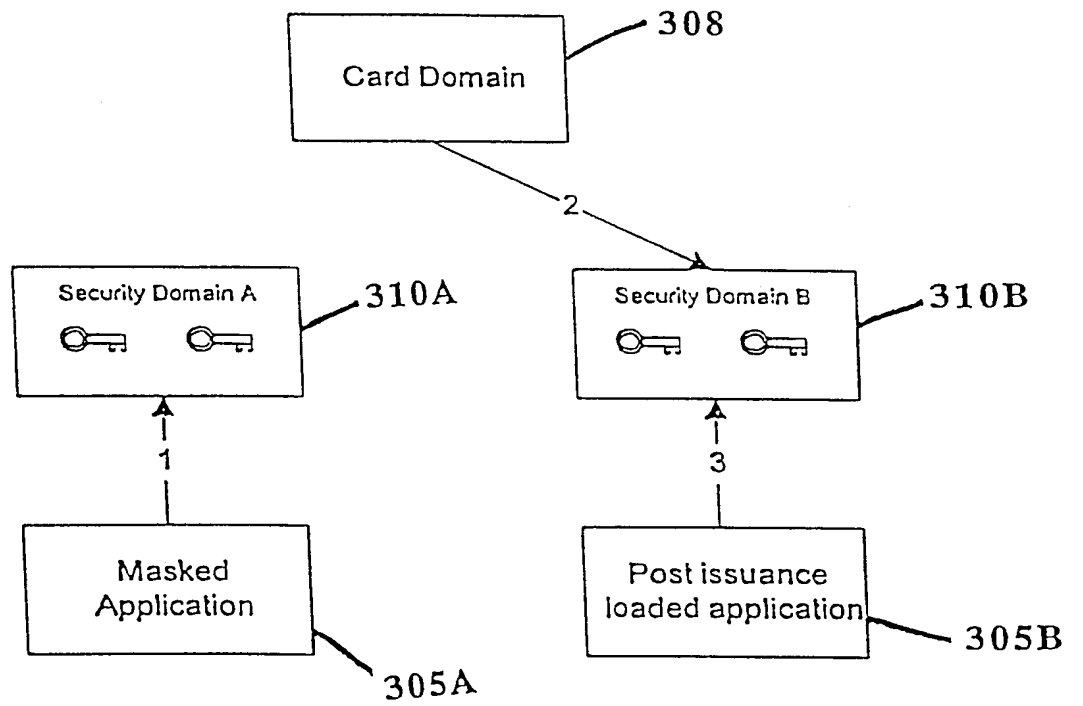 308
Card Domain
2
Security Domain A
310A
Security Domain B
310B
1
3
Masked
Application
305A
Post issuance
loaded application
305B